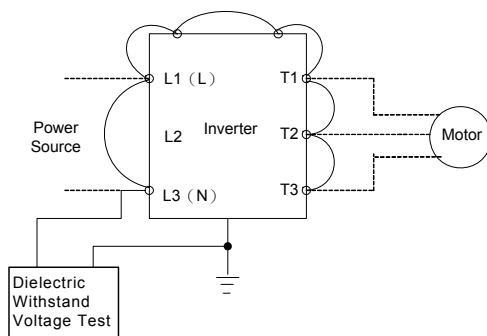 L1（L）
T1
Power
Source
L2
Inverter
T2
Motor
L3（N）
T3
Dielectric
Withstand
Voltage Test